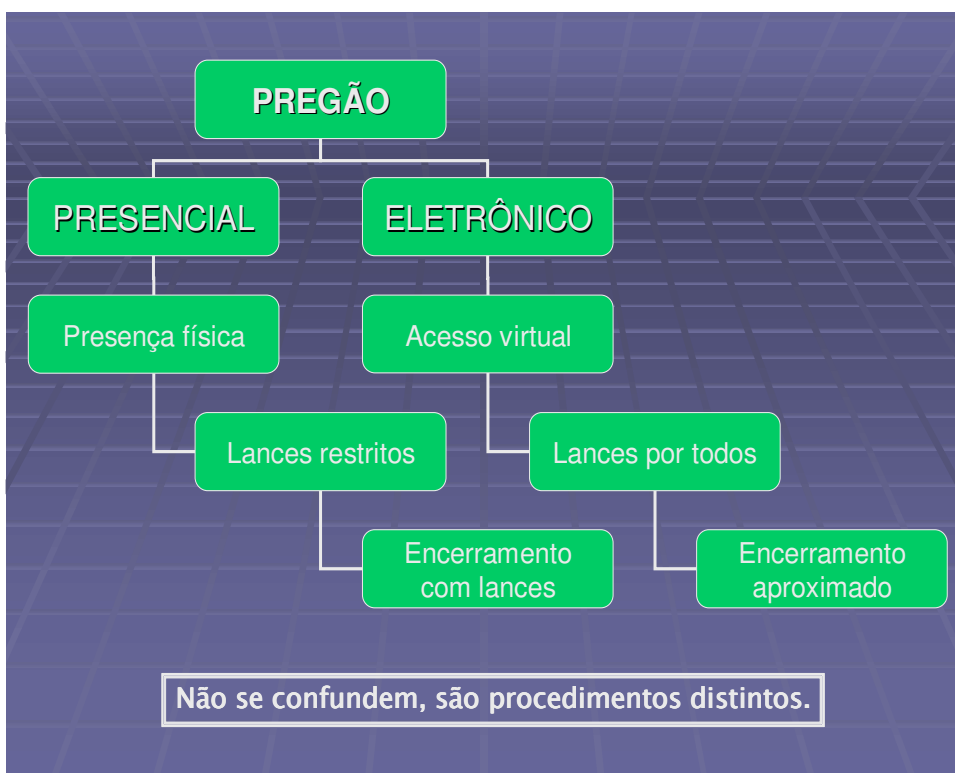 PREGÃO
PRESENCIAL
ELETRÔNICO
Presença física
Acesso virtual
Lances restritos
Lances por todos
Encerramento
com lances
Encerramento
aproximado
Não se confundem, são procedimentos distintos.